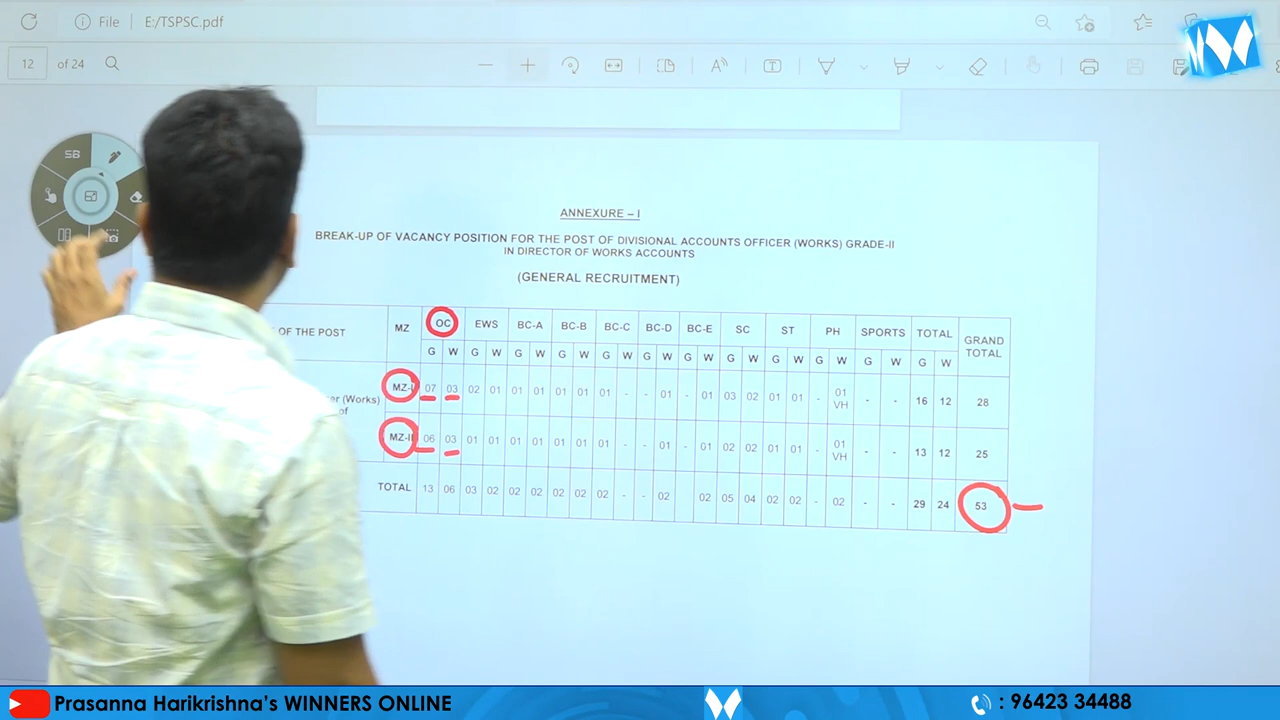 File E:/TSPSC.pdf
12 of 24
SB
ANNEXURE – I
BREAK-UP OF VACANCY POSITION FOR THE POST OF DIVISIONAL ACCOUNTS OFFICER (WORKS) GRADE-II
IN DIRECTOR OF WORKS ACCOUNTS
(GENERAL RECRUITMENT)
OF THE POST MZ OC EWS BC-A BC-B BC-C BC-D BC-E SC ST PH SPORTS TOTAL GRAND TOTAL
G W G W G W G W G W G W G W G W G W G W G W G W
(Works) of MZ-I 07 03 02 01 01 01 01 01 01 - - 01 - 01 03 02 01 01 - 01 VH - - 16 12 28
MZ-II 06 03 01 01 01 01 01 01 01 - - 01 - 01 02 02 01 01 - 01 VH - - 13 12 25
TOTAL 13 06 03 02 02 02 02 02 02 - - 02 02 05 04 02 02 - 02 - - 29 24 53
Prasanna Harikrishna's WINNERS ONLINE : 96423 34488